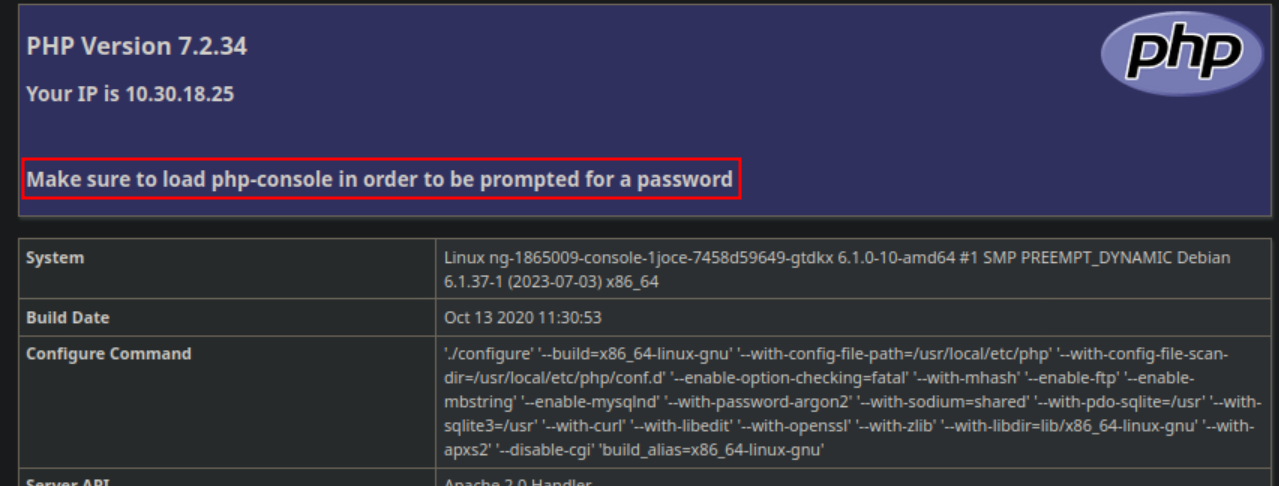 PHP Version 7.2.34
php
Your IP is 10.30.18.25
Make sure to load php-console in order to be prompted for a password
System
Linux ng-1865009-console-1joce-7458d59649-gtdkx 6.1.0-10-amd64 #1 SMP PREEMPT_DYNAMIC Debian
6.1.37-1 (2023-07-03) x86_64
Build Date
Oct 13 2020 11:30:53
Configure Command
'./configure' '--build=x86_64-linux-gnu' '--with-config-file-path=/usr/local/etc/php' '--with-config-file-scan-
dir=/usr/local/etc/php/conf.d' '--enable-option-checking=fatal' '--with-mhash' '--enable-ftp' '--enable-
mbstring' '--enable-mysqlnd' '--with-password-argon2' '--with-sodium=shared' '--with-pdo-sqlite=/usr' '--with-
sqlite3=/usr' '--with-curl' '--with-libedit' '--with-openssl' '--with-zlib' '--with-libdir=lib/x86_64-linux-gnu' '--with-
apxs2' '--disable-cgi' 'build_alias=x86_64-linux-gnu'
Server API
Apache 2.0 Handler